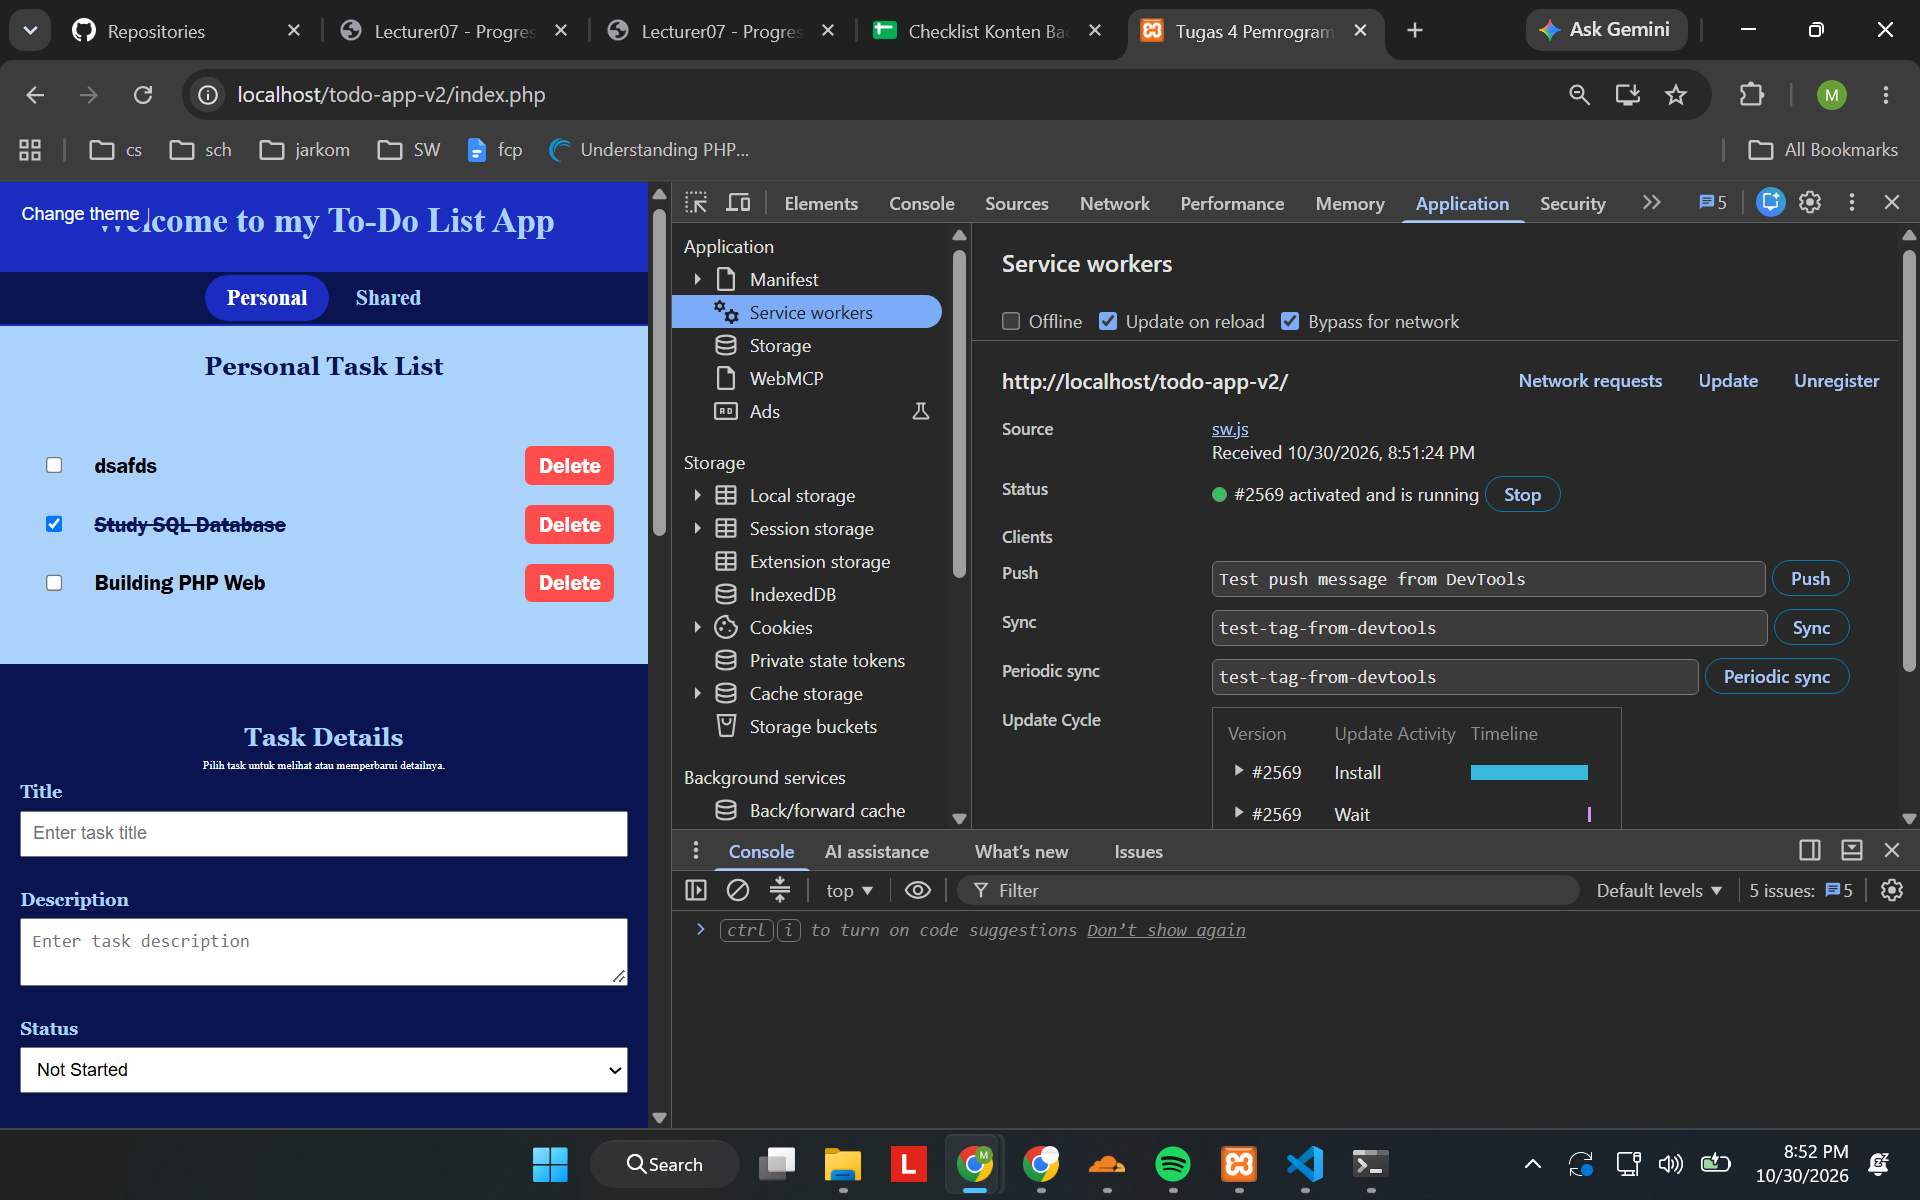 Repositories
Lecturer07 - Progres
Lecturer07 - Progres
Checklist Konten Ba
Tugas 4 Pemrogram
Ask Gemini
localhost/todo-app-v2/index.php
M
cs
sch
jarkom
SW
fcp
Understanding PHP...
All Bookmarks
Change theme
lcome to my To-Do List App
Personal
Shared
Personal Task List
dsafds
Delete
Study SQL Database
Delete
Building PHP Web
Delete
Task Details
Pilih task untuk melihat atau memperbarui detailnya.
Title
Enter task title
Description
Enter task description
Status
Not Started
Elements
Console
Sources
Network
Performance
Memory
Application
Security
5
Application
Manifest
Service workers
Storage
WebMCP
Ads
Storage
Local storage
Session storage
Extension storage
IndexedDB
Cookies
Private state tokens
Cache storage
Storage buckets
Background services
Back/forward cache
Service workers
Offline
Update on reload
Bypass for network
http://localhost/todo-app-v2/
Network requests
Update
Unregister
Source
sw.js
Received 10/30/2026, 8:51:24 PM
Status
#2569 activated and is running
Stop
Clients
Push
Test push message from DevTools
Push
Sync
test-tag-from-devtools
Sync
Periodic sync
test-tag-from-devtools
Periodic sync
Update Cycle
Version
Update Activity
Timeline
#2569
Install
#2569
Wait
Console
AI assistance
What's new
Issues
top
Filter
Default levels
5 issues:
5
ctrl i to turn on code suggestions Don't show again
Search
L
M
8:52 PM
10/30/2026